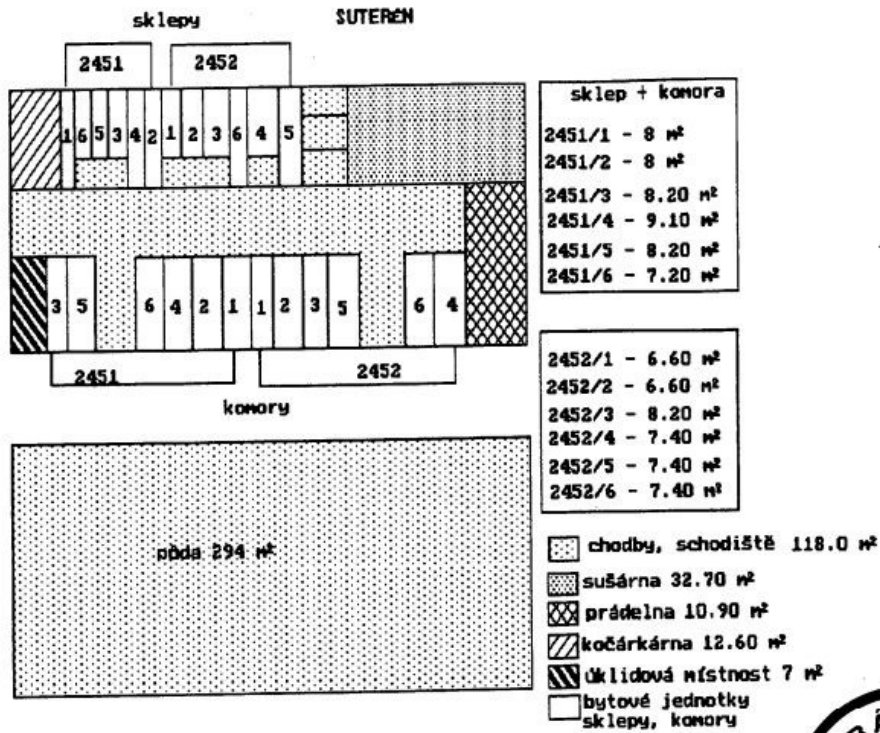 sklepy SUTERÉN
2451 2452
1 6 5 3 4 2 1 2 3 6 4 5
3 5 6 4 2 1 1 2 3 5 6 4
2451 2452
komory
sklep + komora
2451/1 - 8 m²
2451/2 - 8 m²
2451/3 - 8.20 m²
2451/4 - 9.10 m²
2451/5 - 8.20 m²
2451/6 - 7.20 m²
2452/1 - 6.60 m²
2452/2 - 6.60 m²
2452/3 - 8.20 m²
2452/4 - 7.40 m²
2452/5 - 7.40 m²
2452/6 - 7.40 m²
půda 294 m²
chodby, schodiště 118.0 m²
sušárna 32.70 m²
prádelna 10.90 m²
kočárkárna 12.60 m²
úklidová místnost 7 m²
bytové jednotky
sklepy, komory